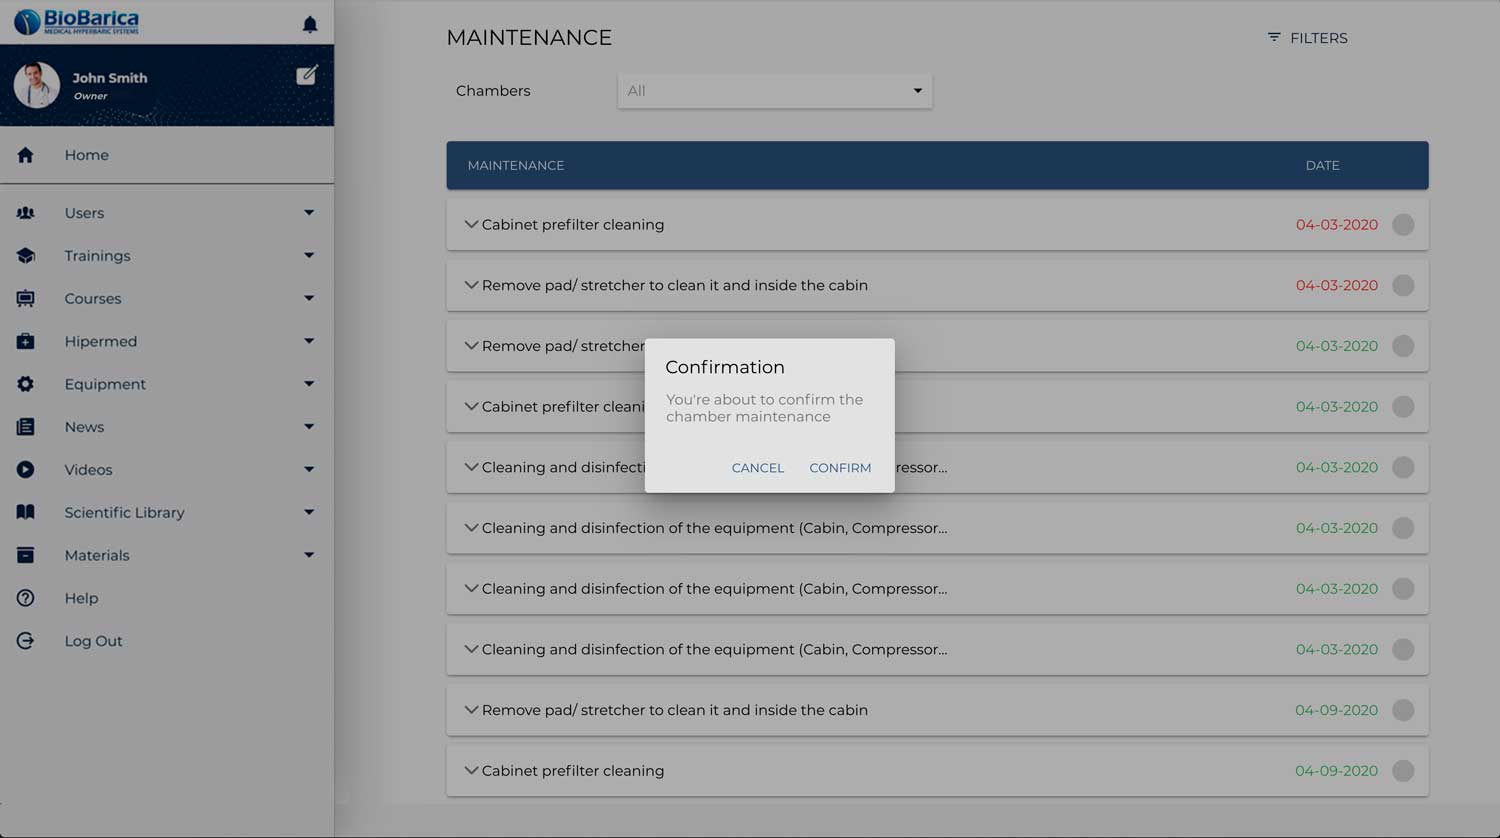 BioBarica
MEDICAL HYPERBARIC SYSTEMS
John Smith
Owner
Home
Users
Trainings
Courses
Hipermed
Equipment
News
Videos
Scientific Library
Materials
Help
Log Out
MAINTENANCE
FILTERS
Chambers
All
MAINTENANCE DATE
Cabinet prefilter cleaning 04-03-2020
Remove pad/ stretcher to clean it and inside the cabin 04-03-2020
Remove pad/ stretcher 04-03-2020
Cabinet prefilter cleani 04-03-2020
Cleaning and disinfecti ressor... 04-03-2020
Cleaning and disinfection of the equipment (Cabin, Compressor... 04-03-2020
Cleaning and disinfection of the equipment (Cabin, Compressor... 04-03-2020
Cleaning and disinfection of the equipment (Cabin, Compressor... 04-03-2020
Remove pad/ stretcher to clean it and inside the cabin 04-09-2020
Cabinet prefilter cleaning 04-09-2020
Confirmation
You're about to confirm the
chamber maintenance
CANCEL CONFIRM